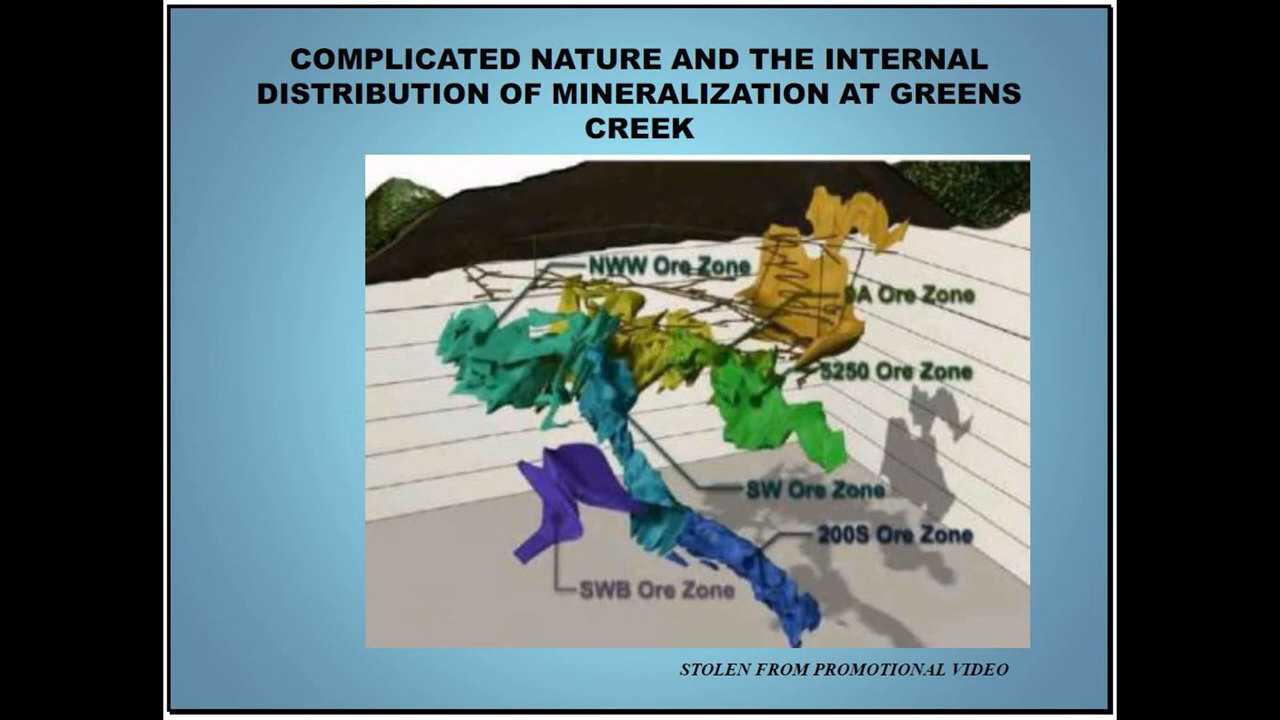 COMPLICATED NATURE AND THE INTERNAL
DISTRIBUTION OF MINERALIZATION AT GREENS
CREEK
NWW Ore Zone
9A Ore Zone
5250 Ore Zone
SW Ore Zone
200S Ore Zone
SWB Ore Zone
STOLEN FROM PROMOTIONAL VIDEO